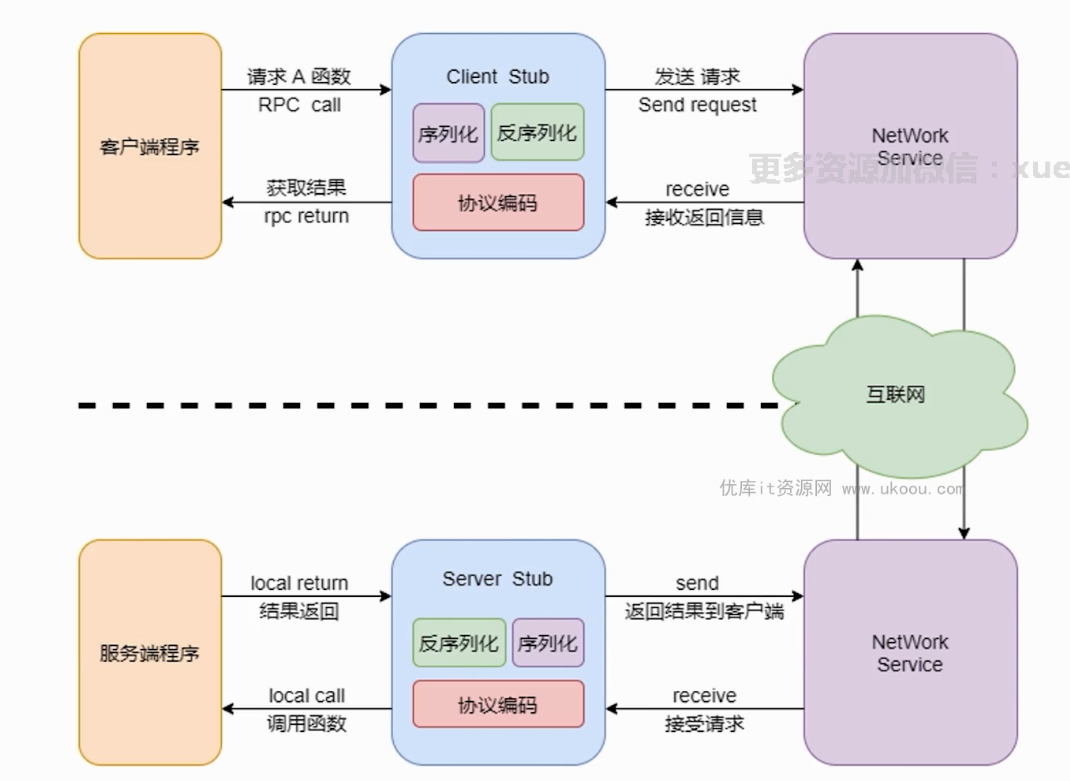 请求 A 函数
RPC call
客户端程序
获取结果
rpc return
Client Stub
序列化
反序列化
协议编码
发送 请求
Send request
receive
接收返回信息
NetWork
Service
更多资源加微信：xue
互联网
优库it资源网 www.ukoou.com
local return
结果返回
服务端程序
local call
调用函数
Server Stub
反序列化
序列化
协议编码
send
返回结果到客户端
receive
接受请求
NetWork
Service